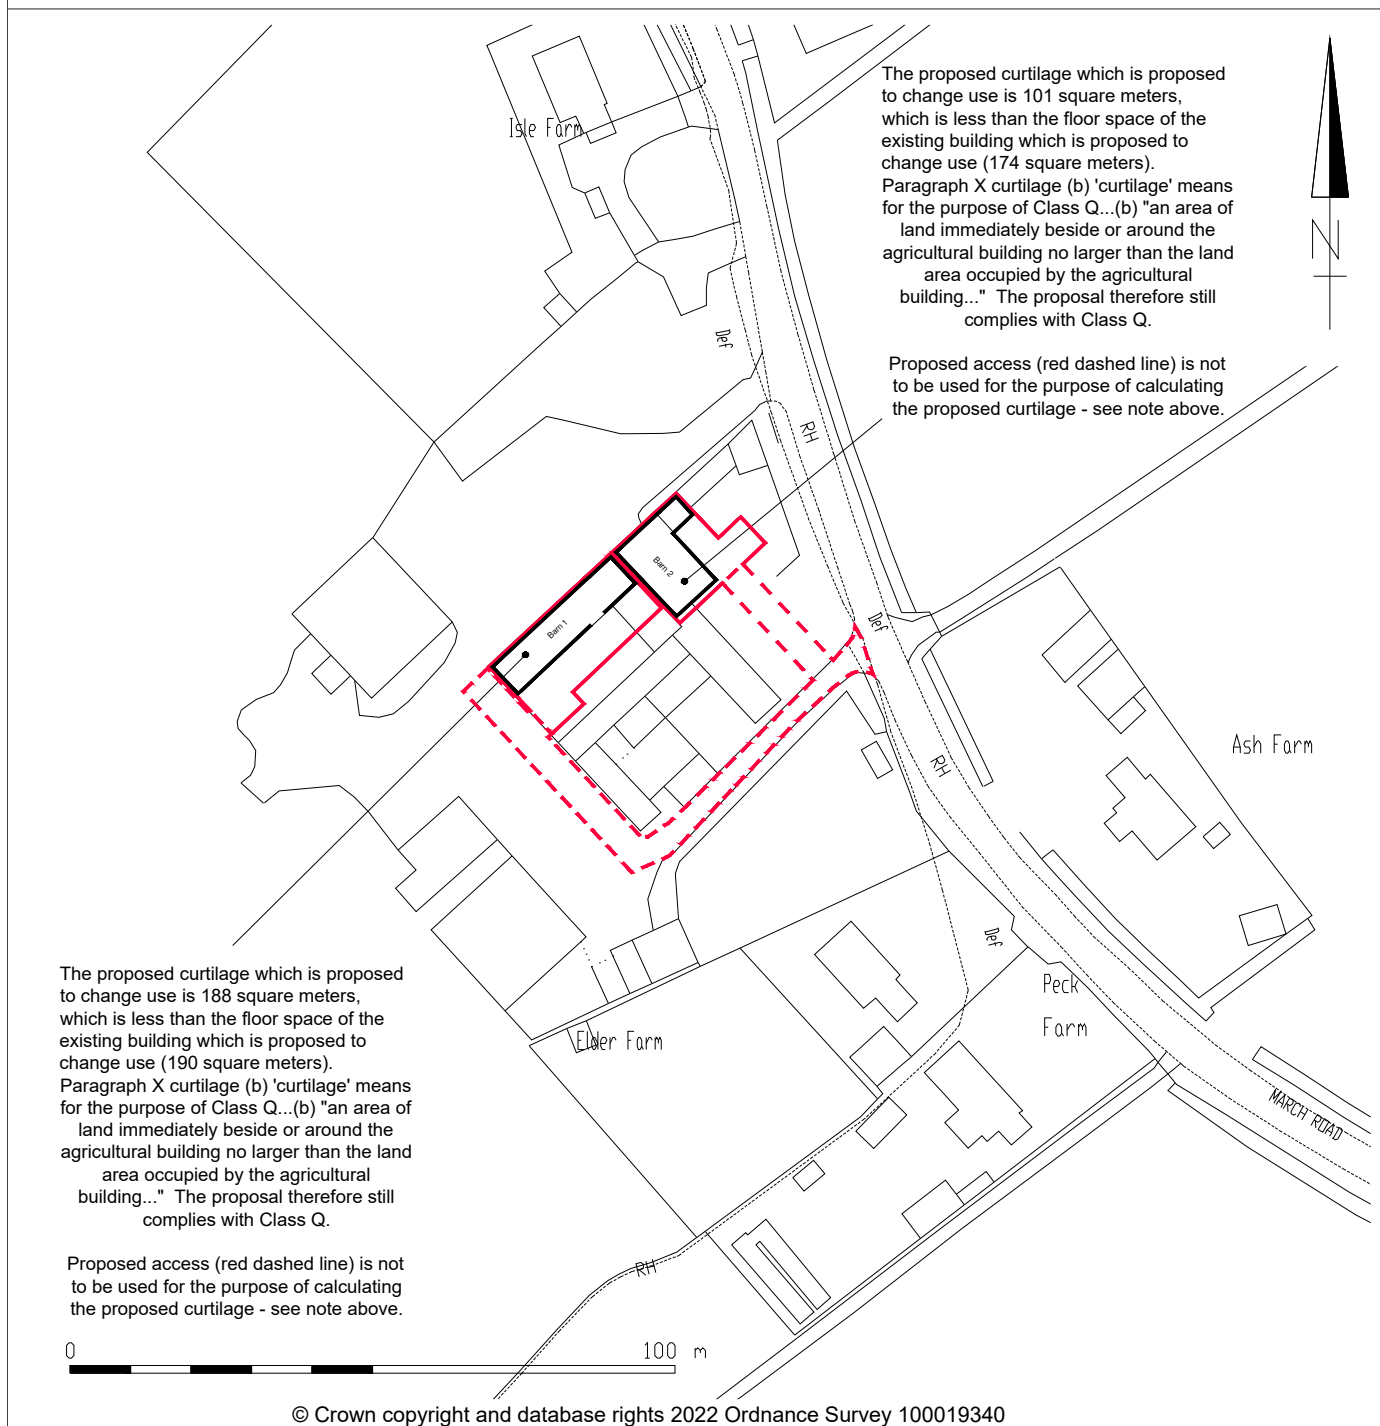 The proposed curtilage which is proposed
to change use is 101 square meters,
which is less than the floor space of the
existing building which is proposed to
change use (174 square meters).
Paragraph X curtilage (b) 'curtilage' means
for the purpose of Class Q...(b) "an area of
land immediately beside or around the
agricultural building no larger than the land
area occupied by the agricultural
building..."  The proposal therefore still
complies with Class Q.
Proposed access (red dashed line) is not
to be used for the purpose of calculating
the proposed curtilage - see note above.
N
Isle Farm
Def
RH
Barn 2
Barn 1
Def
RH
Ash Farm
Def
Peck
Farm
Elder Farm
MARCH ROAD
RH
The proposed curtilage which is proposed
to change use is 188 square meters,
which is less than the floor space of the
existing building which is proposed to
change use (190 square meters).
Paragraph X curtilage (b) 'curtilage' means
for the purpose of Class Q...(b) "an area of
land immediately beside or around the
agricultural building no larger than the land
area occupied by the agricultural
building..."  The proposal therefore still
complies with Class Q.
Proposed access (red dashed line) is not
to be used for the purpose of calculating
the proposed curtilage - see note above.
0 100 m
© Crown copyright and database rights 2022 Ordnance Survey 100019340